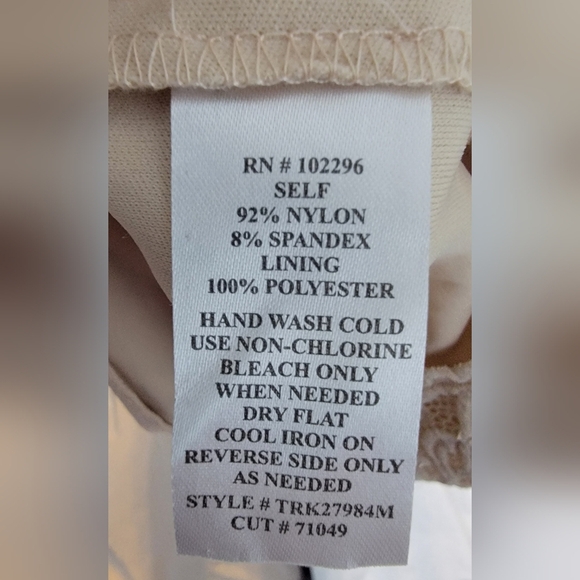 RN # 102296
SELF
92% NYLON
8% SPANDEX
LINING
100% POLYESTER
HAND WASH COLD
USE NON-CHLORINE
BLEACH ONLY
WHEN NEEDED
DRY FLAT
COOL IRON ON
REVERSE SIDE ONLY
AS NEEDED
STYLE # TRK27984M
CUT # 71049